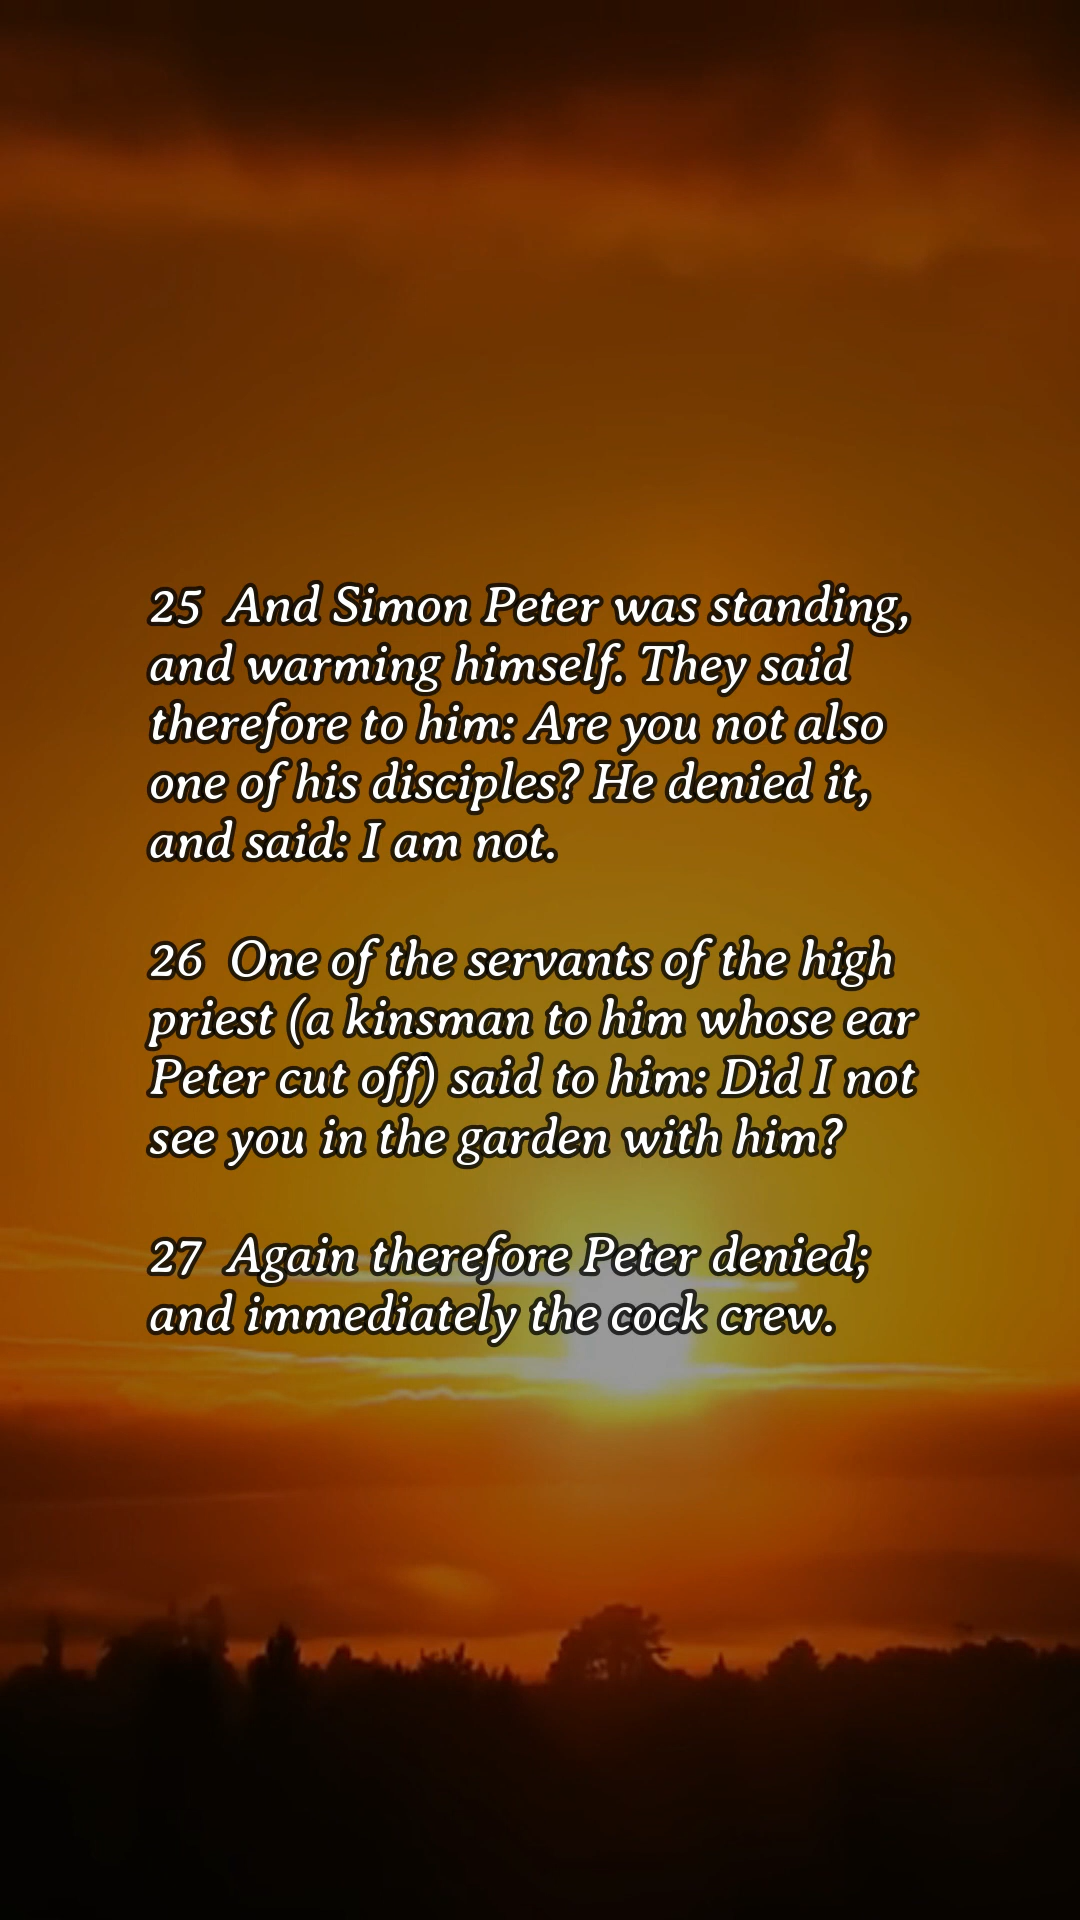 25  And Simon Peter was standing,
and warming himself. They said
therefore to him: Are you not also
one of his disciples? He denied it,
and said: I am not.
26  One of the servants of the high
priest (a kinsman to him whose ear
Peter cut off) said to him: Did I not
see you in the garden with him?
27  Again therefore Peter denied;
and immediately the cock crew.